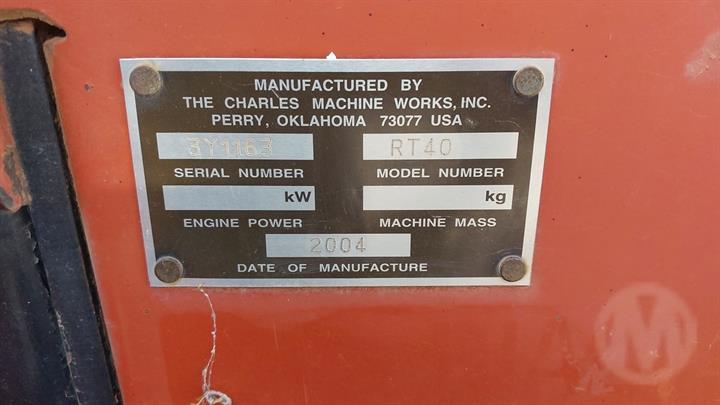 MANUFACTURED BY
THE CHARLES MACHINE WORKS, INC.
PERRY, OKLAHOMA 73077 USA
3Y1163 RT40
SERIAL NUMBER MODEL NUMBER
kW kg
ENGINE POWER MACHINE MASS
2004
DATE OF MANUFACTURE
M